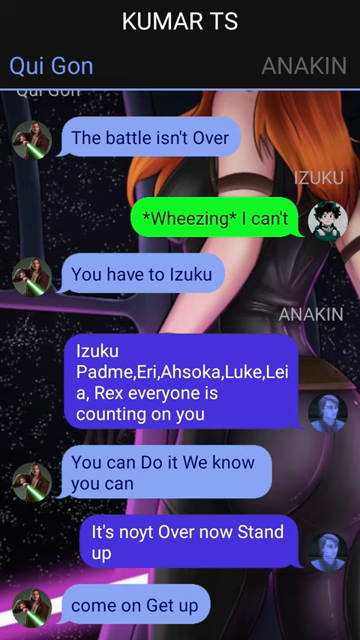 KUMAR TS
Qui Gon
ANAKIN
Qui Gon
The battle isn't Over
IZUKU
*Wheezing* I can't
You have to Izuku
ANAKIN
Izuku
Padme,Eri,Ahsoka,Luke,Lei
a, Rex everyone is
counting on you
You can Do it We know
you can
It's noyt Over now Stand
up
come on Get up